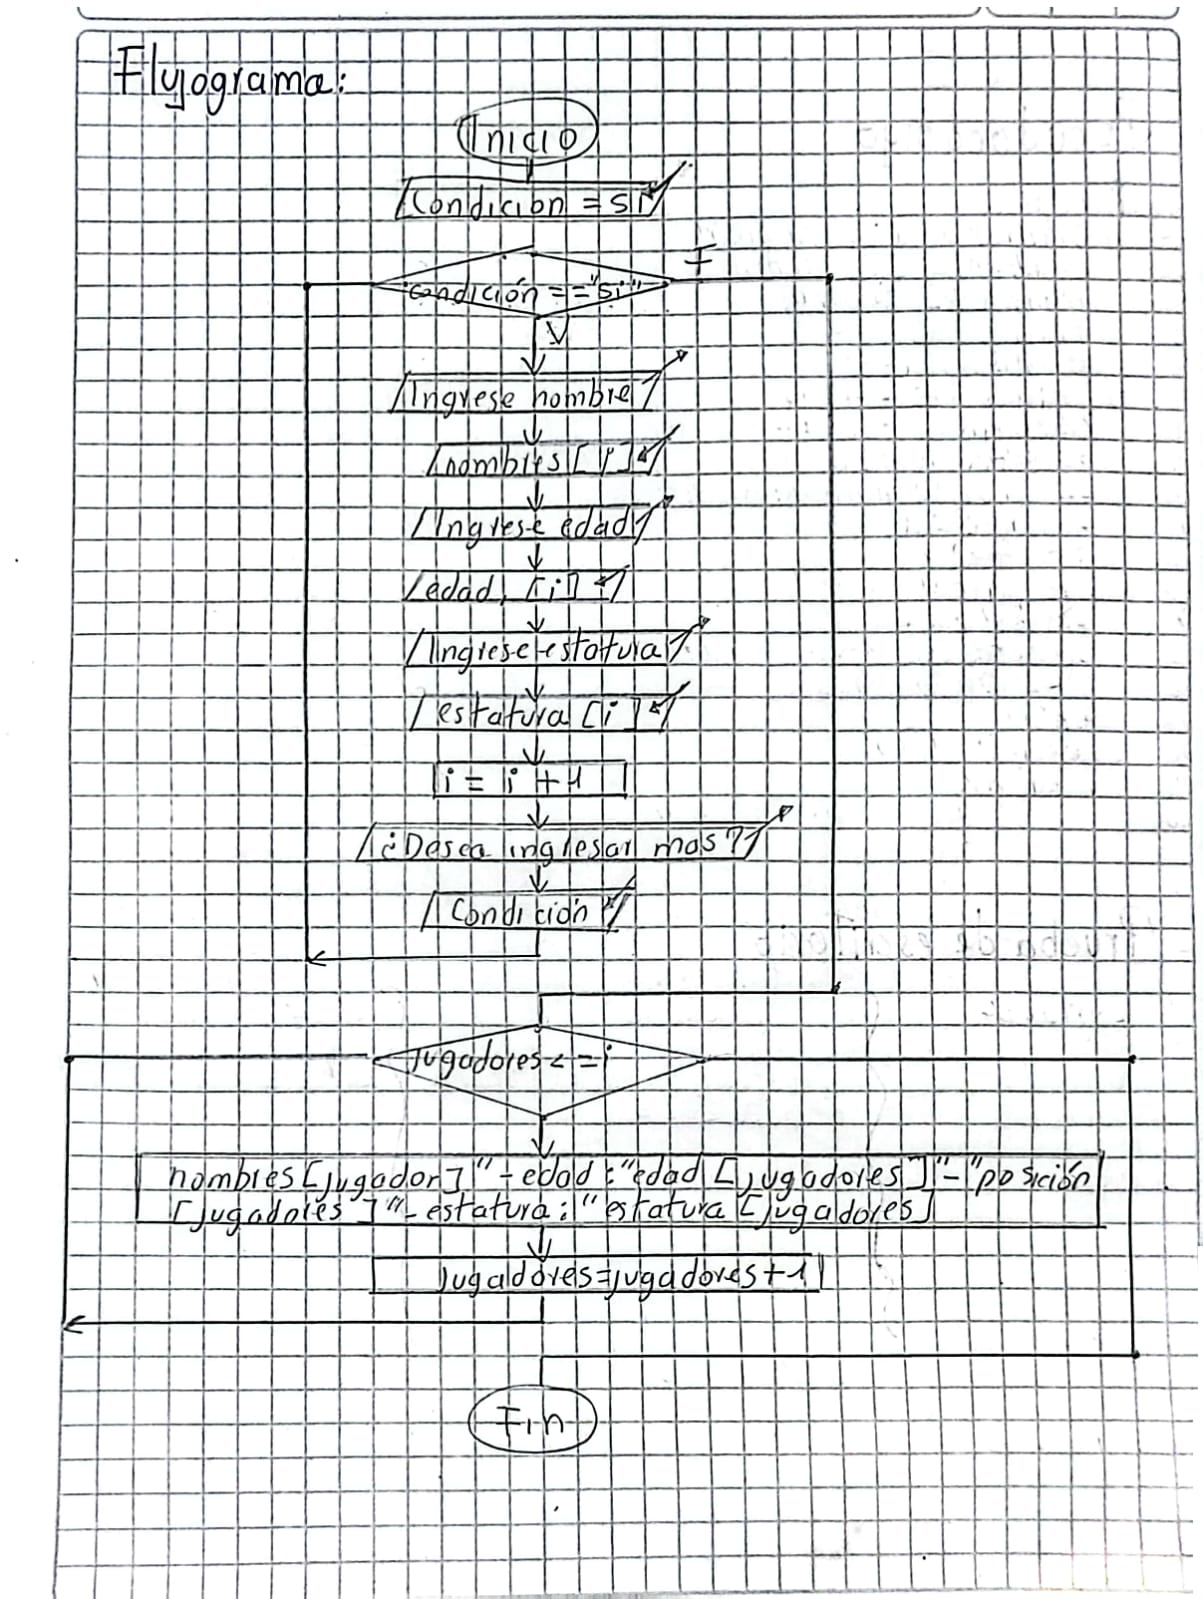 Flujograma:
Inicio
Condición = si
F
condición == "si"
V
Ingrese nombre
nombres [i]
Ingrese edad
edad [i]
Ingrese estatura
estatura [i]
i = i + 1
¿Desea ingresar mas?
Condición
Jugadores <= i
nombres [jugador] "- edad: "edad [jugadores]"-"posición
[jugadores] "- estatura: "estatura [jugadores]
jugadores=jugadores+1
Fin